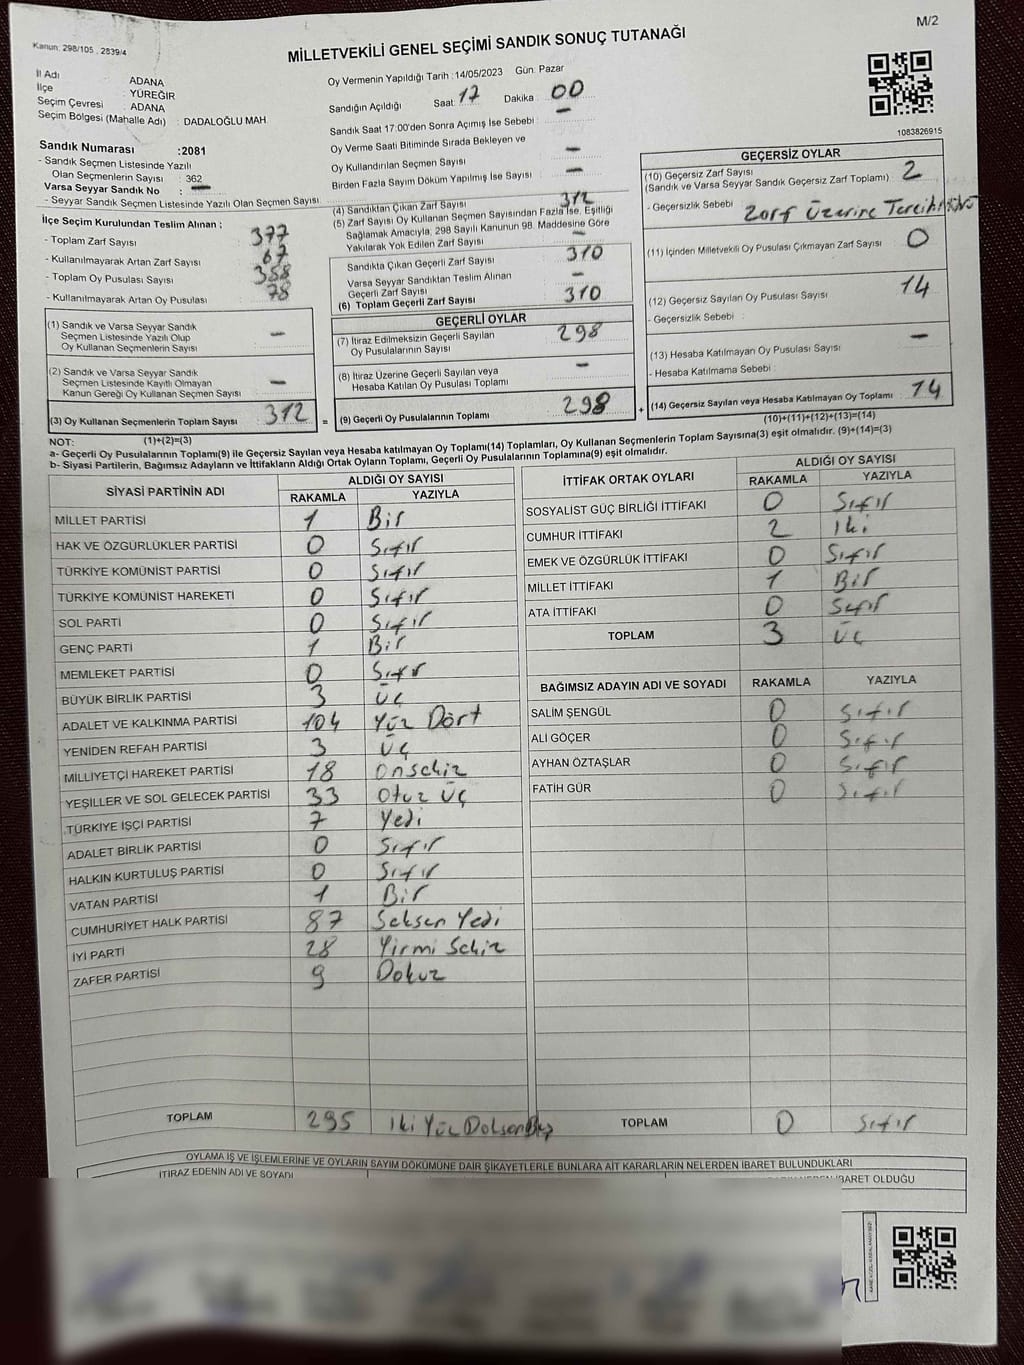 Kanun: 298/105 , 2839/4
M/2
MİLLETVEKİLİ GENEL SEÇİMİ SANDIK SONUÇ TUTANAĞI
İl Adı : ADANA
İlçe : YÜREĞİR
Seçim Çevresi : ADANA
Seçim Bölgesi (Mahalle Adı) : DADALOĞLU MAH
Sandık Numarası :2081
- Sandık Seçmen Listesinde Yazılı
Olan Seçmenlerin Sayısı : 362
Varsa Seyyar Sandık No : —
- Seyyar Sandık Seçmen Listesinde Yazılı Olan Seçmen Sayısı :
Oy Vermenin Yapıldığı Tarih :14/05/2023 Gün: Pazar
Sandığın Açıldığı Saat: 17 Dakika : 00
Sandık Saat 17:00'den Sonra Açımış İse Sebebi : —
Oy Verme Saati Bitiminde Sırada Bekleyen ve
Oy Kullandırılan Seçmen Sayısı : —
Birden Fazla Sayım Döküm Yapılmış İse Sayısı : —
1083826915
İlçe Seçim Kurulundan Teslim Alınan ;
- Toplam Zarf Sayısı : 377
- Kullanılmayarak Artan Zarf Sayısı : 67
- Toplam Oy Pusulası Sayısı : 388
- Kullanılmayarak Artan Oy Pusulası : 78
(1) Sandık ve Varsa Seyyar Sandık
Seçmen Listesinde Yazılı Olup
Oy Kullanan Seçmenlerin Sayısı : —
(2) Sandık ve Varsa Seyyar Sandık
Seçmen Listesinde Kayıtlı Olmayan
Kanun Gereği Oy Kullanan Seçmen Sayısı : —
(3) Oy Kullanan Seçmenlerin Toplam Sayısı : 312
(1)+(2)=(3)
(4) Sandıktan Çıkan Zarf Sayısı : 312
(5) Zarf Sayısı Oy Kullanan Seçmen Sayısından Fazla İse, Eşitliği
Sağlamak Amacıyla, 298 Sayılı Kanunun 98. Maddesine Göre
Yakılarak Yok Edilen Zarf Sayısı : —
Sandıkta Çıkan Geçerli Zarf Sayısı : 310
Varsa Seyyar Sandıktan Teslim Alınan
Geçerli Zarf Sayısı : —
(6) Toplam Geçerli Zarf Sayısı : 310
GEÇERLİ OYLAR
(7) İtiraz Edilmeksizin Geçerli Sayılan
Oy Pusulalarının Sayısı : 298
(8) İtiraz Üzerine Geçerli Sayılan veya
Hesaba Katılan Oy Pusulası Toplamı : —
= (9) Geçerli Oy Pusulalarının Toplamı : 298
GEÇERSİZ OYLAR
(10) Geçersiz Zarf Sayısı : 2
(Sandık ve Varsa Seyyar Sandık Geçersiz Zarf Toplamı)
- Geçersizlik Sebebi : Zarf Üzerine Tercih
(11) İçinden Milletvekili Oy Pusulası Çıkmayan Zarf Sayısı : 0
(12) Geçersiz Sayılan Oy Pusulası Sayısı : 14
- Geçersizlik Sebebi :
(13) Hesaba Katılmayan Oy Pusulası Sayısı : —
- Hesaba Katılmama Sebebi :
+ (14) Geçersiz Sayılan veya Hesaba Katılmayan Oy Toplamı : 14
(10)+(11)+(12)+(13)=(14)
NOT:
a- Geçerli Oy Pusulalarının Toplamı(9) ile Geçersiz Sayılan veya Hesaba katılmayan Oy Toplamı(14) Toplamları, Oy Kullanan Seçmenlerin Toplam Sayısına(3) eşit olmalıdır. (9)+(14)=(3)
b- Siyasi Partilerin, Bağımsız Adayların ve İttifakların Aldığı Ortak Oyların Toplamı, Geçerli Oy Pusulalarının Toplamına(9) eşit olmalıdır.
SİYASİ PARTİNİN ADI ALDIĞI OY SAYISI
RAKAMLA YAZIYLA
MİLLET PARTİSİ 1 Bir
HAK VE ÖZGÜRLÜKLER PARTİSİ 0 Sıfır
TÜRKİYE KOMÜNİST PARTİSİ 0 Sıfır
TÜRKİYE KOMÜNİST HAREKETİ 0 Sıfır
SOL PARTİ 0 Sıfır
GENÇ PARTİ 1 Bir
MEMLEKET PARTİSİ 0 Sıfır
BÜYÜK BİRLİK PARTİSİ 3 Üç
ADALET VE KALKINMA PARTİSİ 104 Yüz Dört
YENİDEN REFAH PARTİSİ 3 Üç
MİLLİYETÇİ HAREKET PARTİSİ 18 Onsekiz
YEŞİLLER VE SOL GELECEK PARTİSİ 33 Otuz Üç
TÜRKİYE İŞÇİ PARTİSİ 7 Yedi
ADALET BİRLİK PARTİSİ 0 Sıfır
HALKIN KURTULUŞ PARTİSİ 0 Sıfır
VATAN PARTİSİ 1 Bir
CUMHURİYET HALK PARTİSİ 87 Seksen Yedi
İYİ PARTİ 28 Yirmi Sekiz
ZAFER PARTİSİ 9 Dokuz
TOPLAM 295 İki Yüz Doksan Beş
İTTİFAK ORTAK OYLARI ALDIĞI OY SAYISI
RAKAMLA YAZIYLA
SOSYALİST GÜÇ BİRLİĞİ İTTİFAKI 0 Sıfır
CUMHUR İTTİFAKI 2 İki
EMEK VE ÖZGÜRLÜK İTTİFAKI 0 Sıfır
MİLLET İTTİFAKI 1 Bir
ATA İTTİFAKI 0 Sıfır
TOPLAM 3 Üç
BAĞIMSIZ ADAYIN ADI VE SOYADI RAKAMLA YAZIYLA
SALİM ŞENGÜL 0 Sıfır
ALİ GÖÇER 0 Sıfır
AYHAN ÖZTAŞLAR 0 Sıfır
FATİH GÜR 0 Sıfır
TOPLAM 0 Sıfır
OYLAMA İŞ VE İŞLEMLERİNE VE OYLARIN SAYIM DÖKÜMÜNE DAİR ŞİKAYETLERLE BUNLARA AİT KARARLARIN NELERDEN İBARET BULUNDUKLARI
İTİRAZ EDENİN ADI VE SOYADI
İBARET OLDUĞU